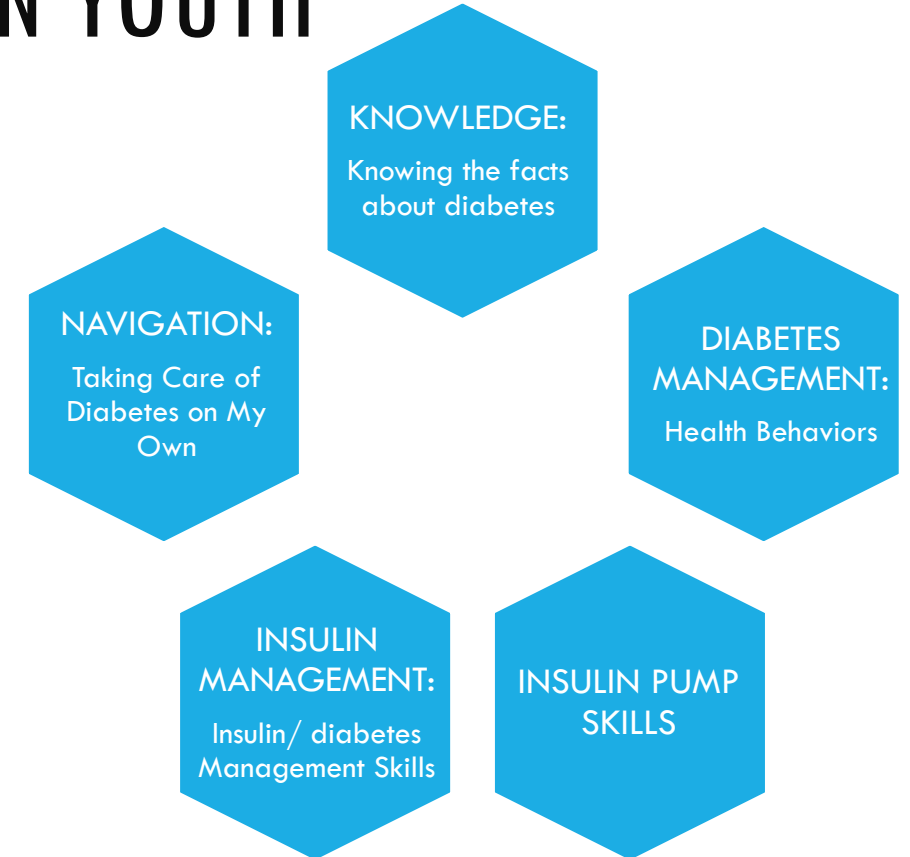 N YOUTH
KNOWLEDGE:
Knowing the facts
about diabetes
DIABETES
MANAGEMENT:
Health Behaviors
INSULIN PUMP
SKILLS
INSULIN
MANAGEMENT:
Insulin/ diabetes
Management Skills
NAVIGATION:
Taking Care of
Diabetes on My
Own